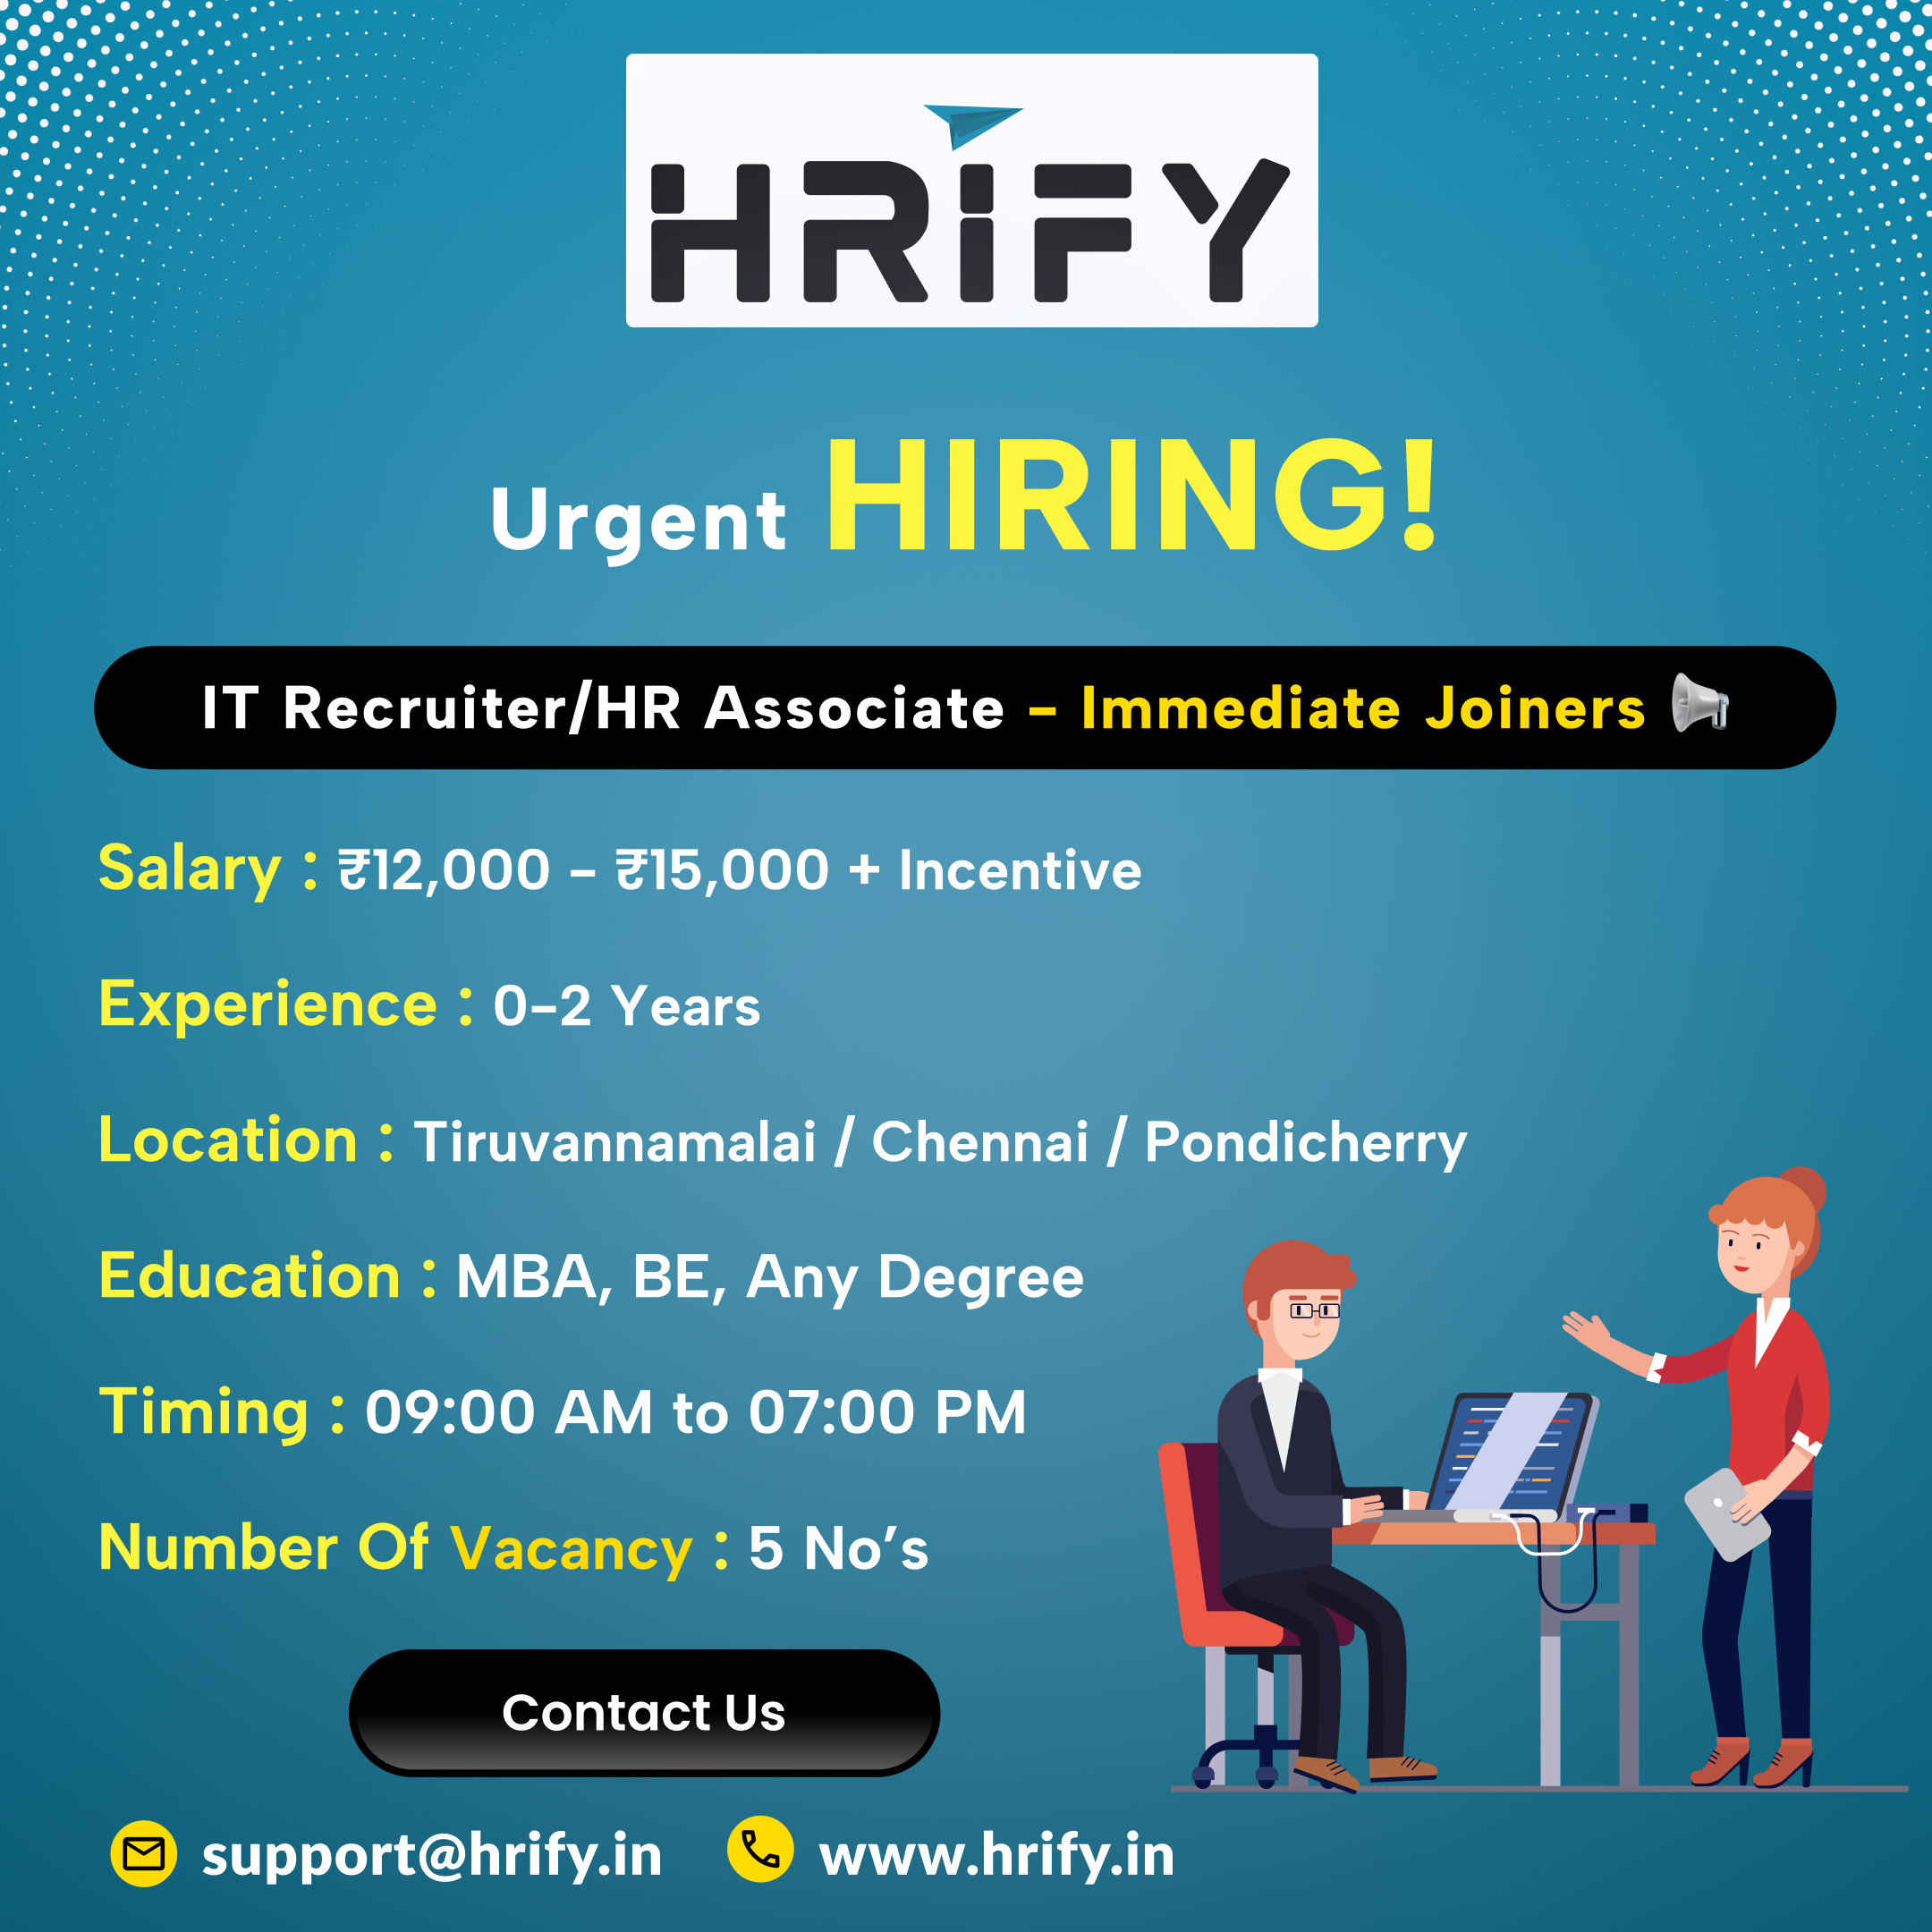 HRIFY
Urgent HIRING!
IT Recruiter/HR Associate – Immediate Joiners
Salary : ₹12,000 - ₹15,000 + Incentive
Experience : 0-2 Years
Location : Tiruvannamalai / Chennai / Pondicherry
Education : MBA, BE, Any Degree
Timing : 09:00 AM to 07:00 PM
Number Of Vacancy : 5 No’s
Contact Us
support@hrify.in www.hrify.in